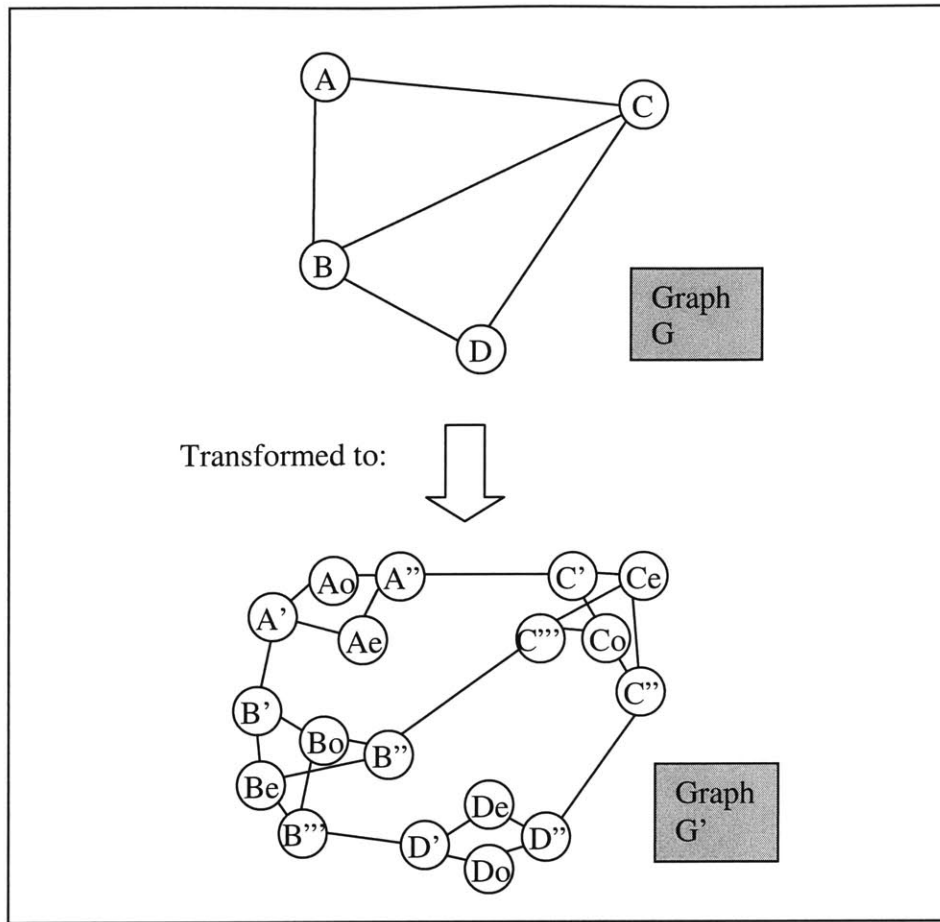 A
C
B
D
Graph
G
Transformed to:
Ao A” C’ Ce
A’ Ae C”” Co
C”
B’ Bo B”
Be
B”’ D’ De D”
Do
Graph
G’